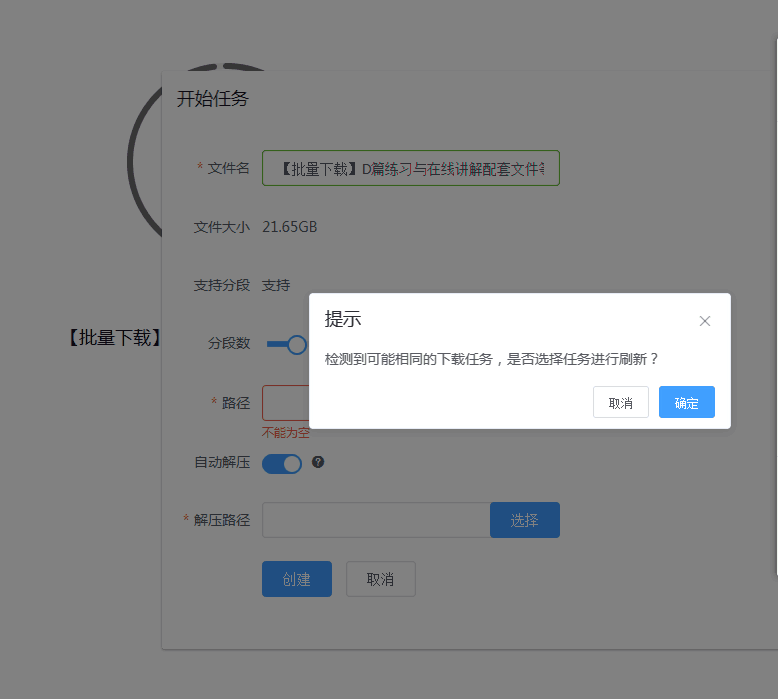 开始任务
* 文件名 【批量下载】D篇练习与在线讲解配套文件等
文件大小 21.65GB
支持分段 支持
【批量下载】
分段数
提示
检测到可能相同的下载任务，是否选择任务进行刷新？
取消 确定
* 路径
不能为空
自动解压
* 解压路径 选择
创建 取消